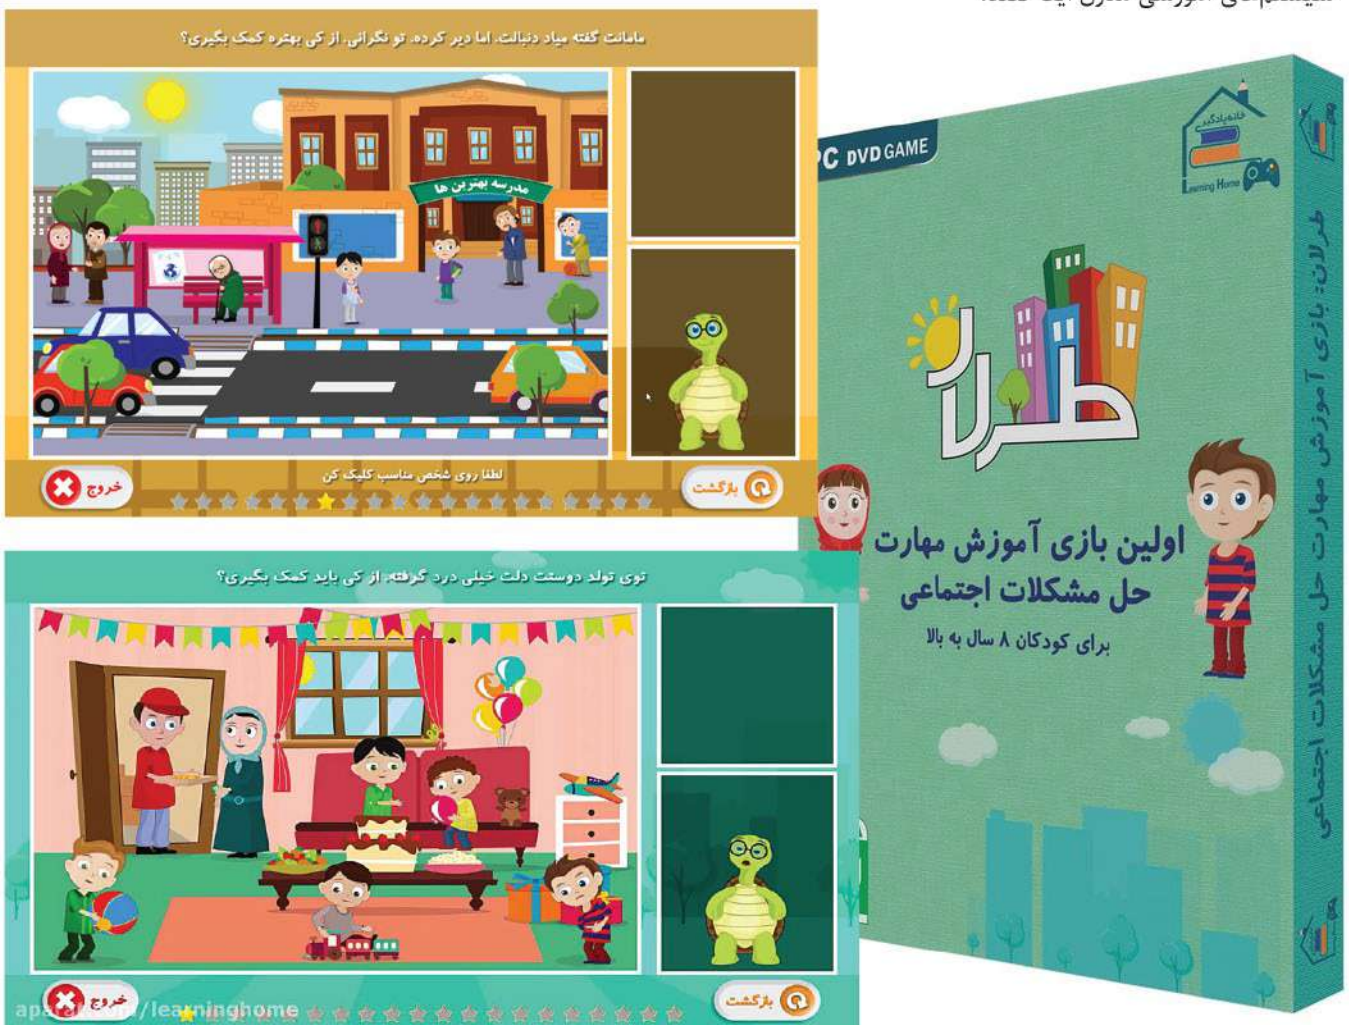 مامانت گفته میاد دنبالت. اما دیر کرده. تو نگرانی. از کی بهتره کمک بگیری؟
مدرسه بهترین ها
لطفا روی شخص مناسب کلیک کن
خروج
بازگشت
توی تولد دوستت دلت خیلی درد گرفته. از کی باید کمک بگیری؟
خروج
بازگشت
/learninghome
PC DVD GAME
خانه یادگیری
Learning Home
طرلان
اولین بازی آموزش مهارت
حل مشکلات اجتماعی
برای کودکان ۸ سال به بالا
طرلان: بازی آموزش مهارت حل مشکلات اجتماعی